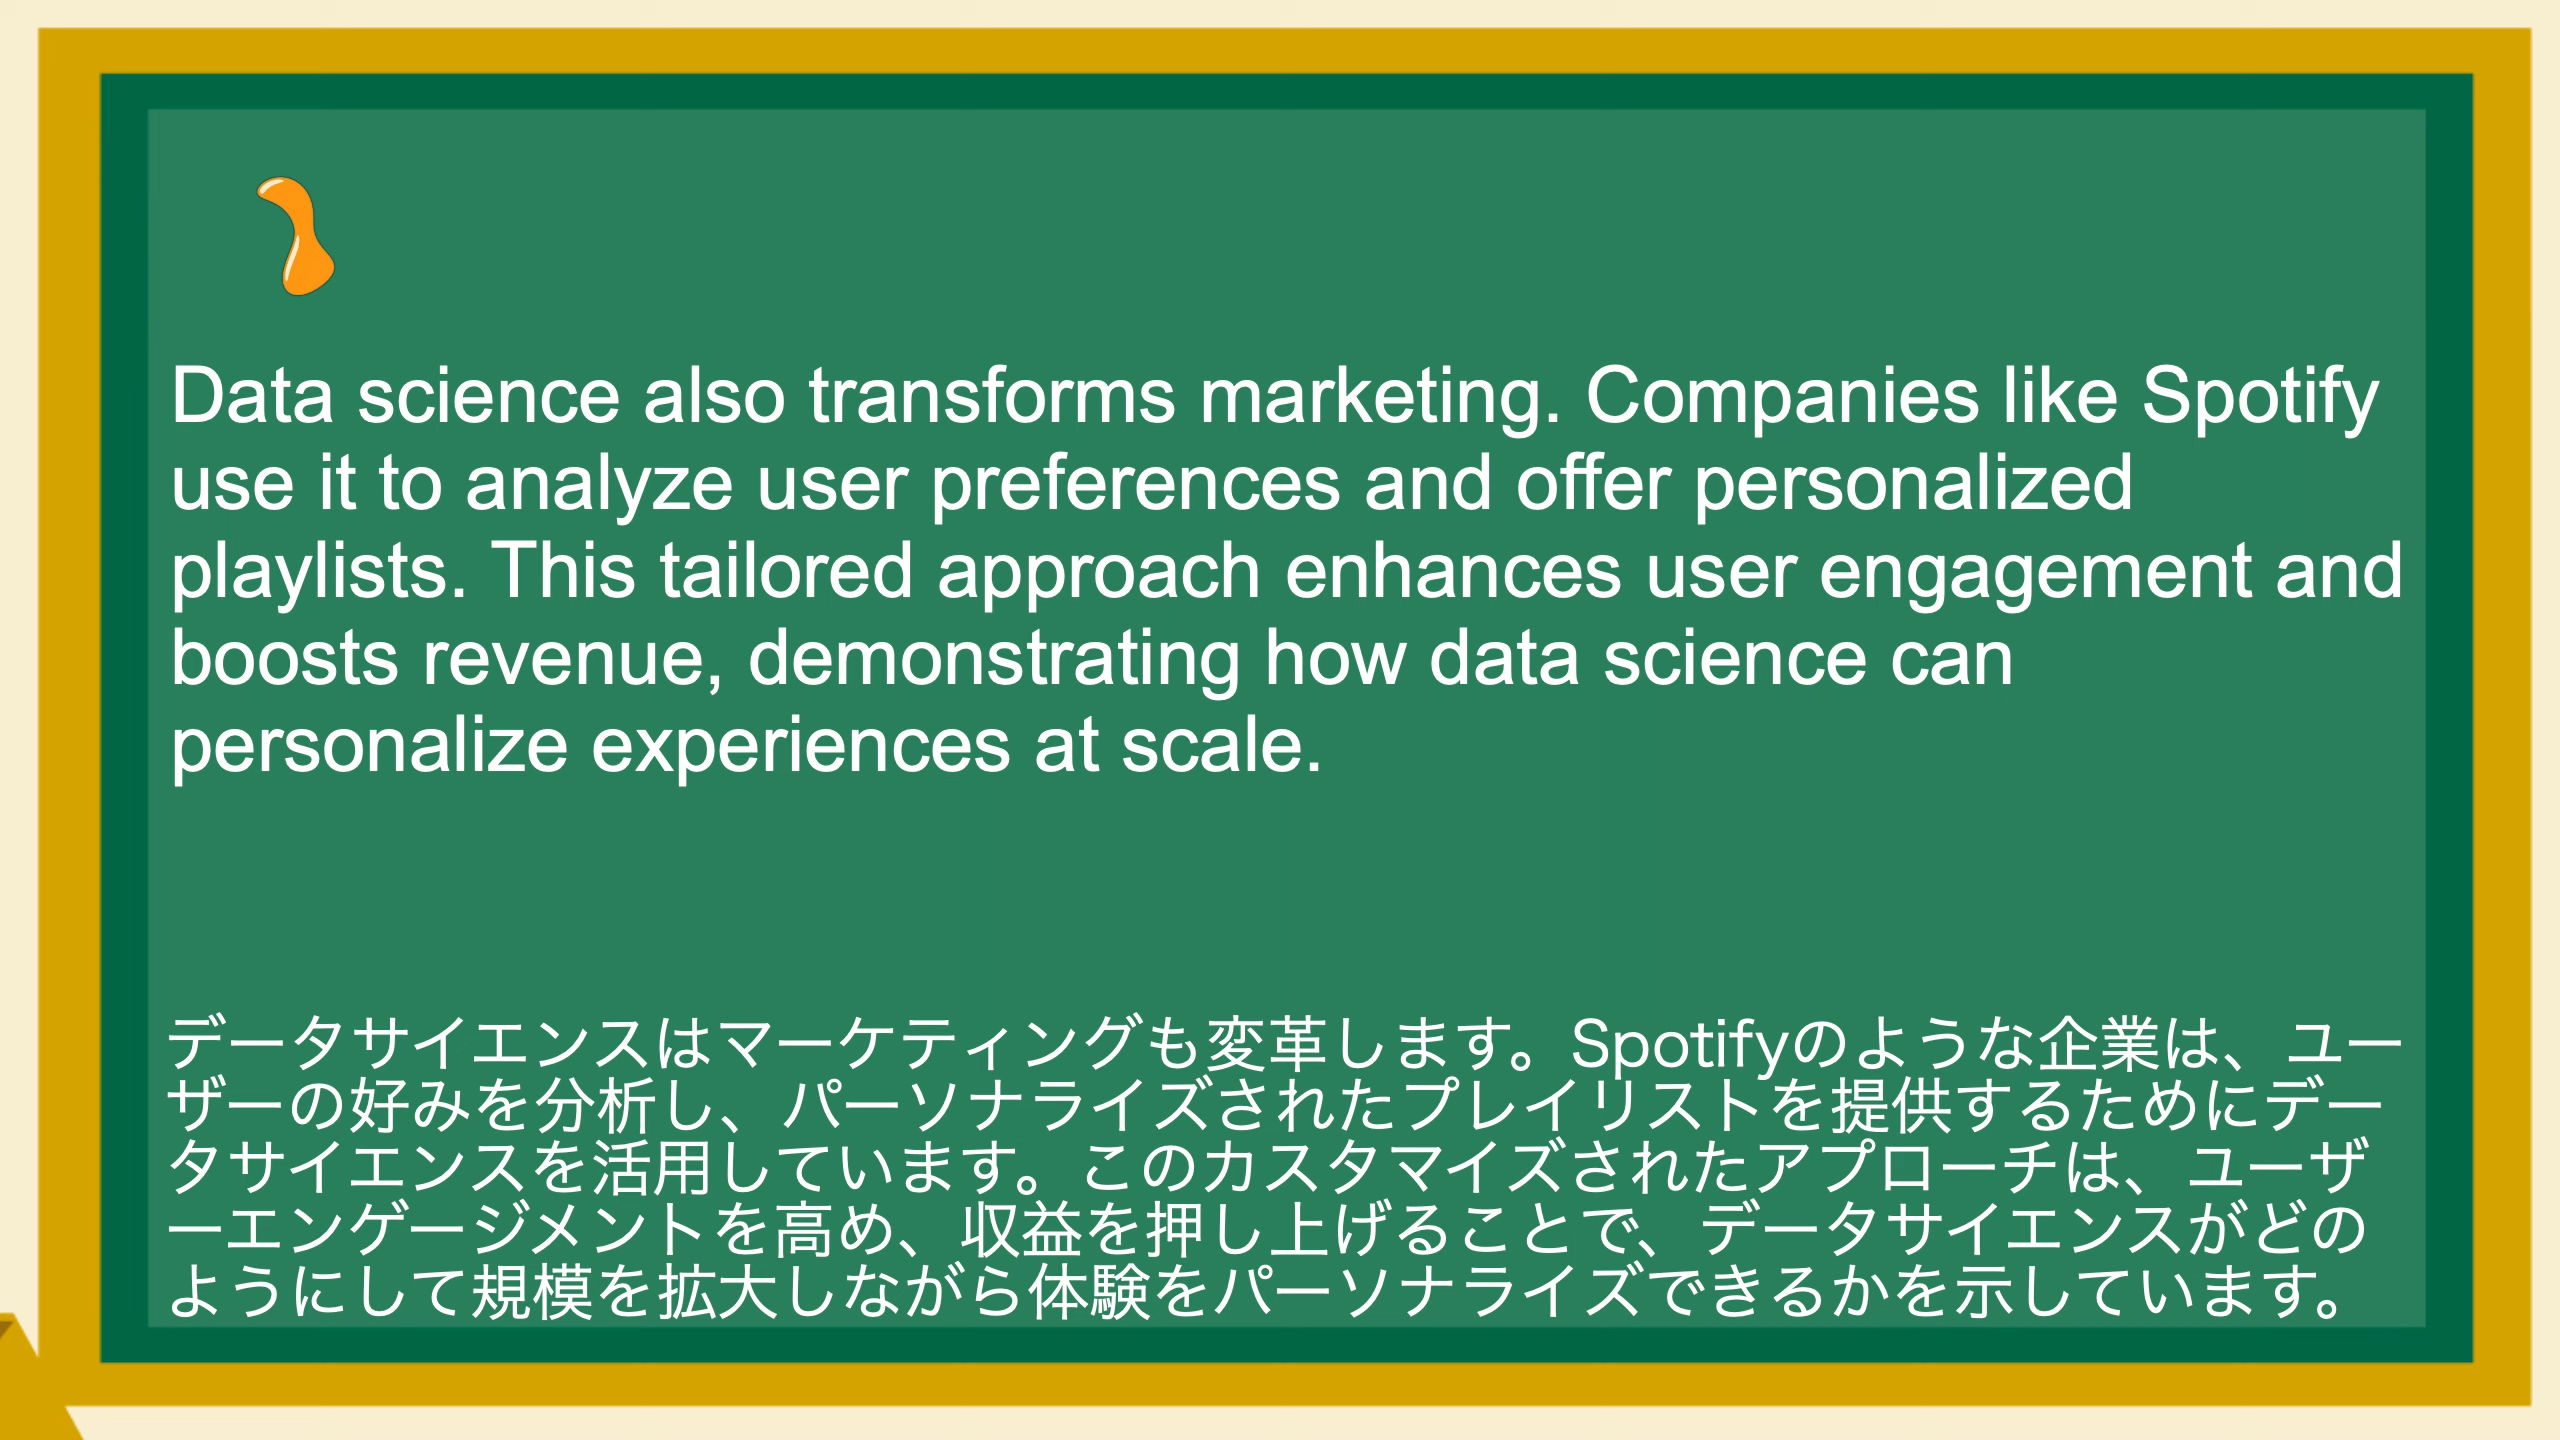 Data science also transforms marketing. Companies like Spotify
use it to analyze user preferences and offer personalized
playlists. This tailored approach enhances user engagement and
boosts revenue, demonstrating how data science can
personalize experiences at scale.
データサイエンスはマーケティングも変革します。Spotifyのような企業は、ユー
ザーの好みを分析し、パーソナライズされたプレイリストを提供するためにデー
タサイエンスを活用しています。このカスタマイズされたアプローチは、ユーザ
ーエンゲージメントを高め、収益を押し上げることで、データサイエンスがどの
ようにして規模を拡大しながら体験をパーソナライズできるかを示しています。